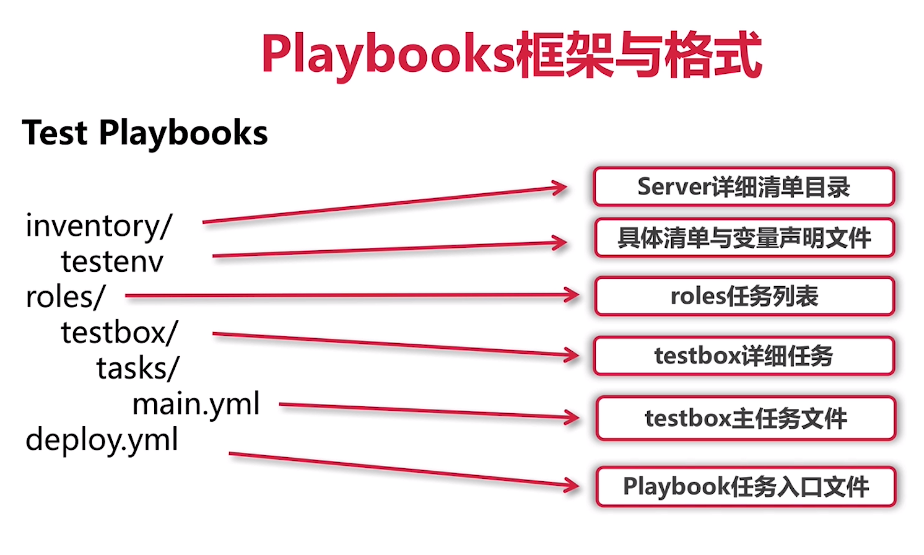 Playbooks框架与格式
Test Playbooks
inventory/
testenv
roles/
testbox/
tasks/
main.yml
deploy.yml
Server详细清单目录
具体清单与变量声明文件
roles任务列表
testbox详细任务
testbox主任务文件
Playbook任务入口文件